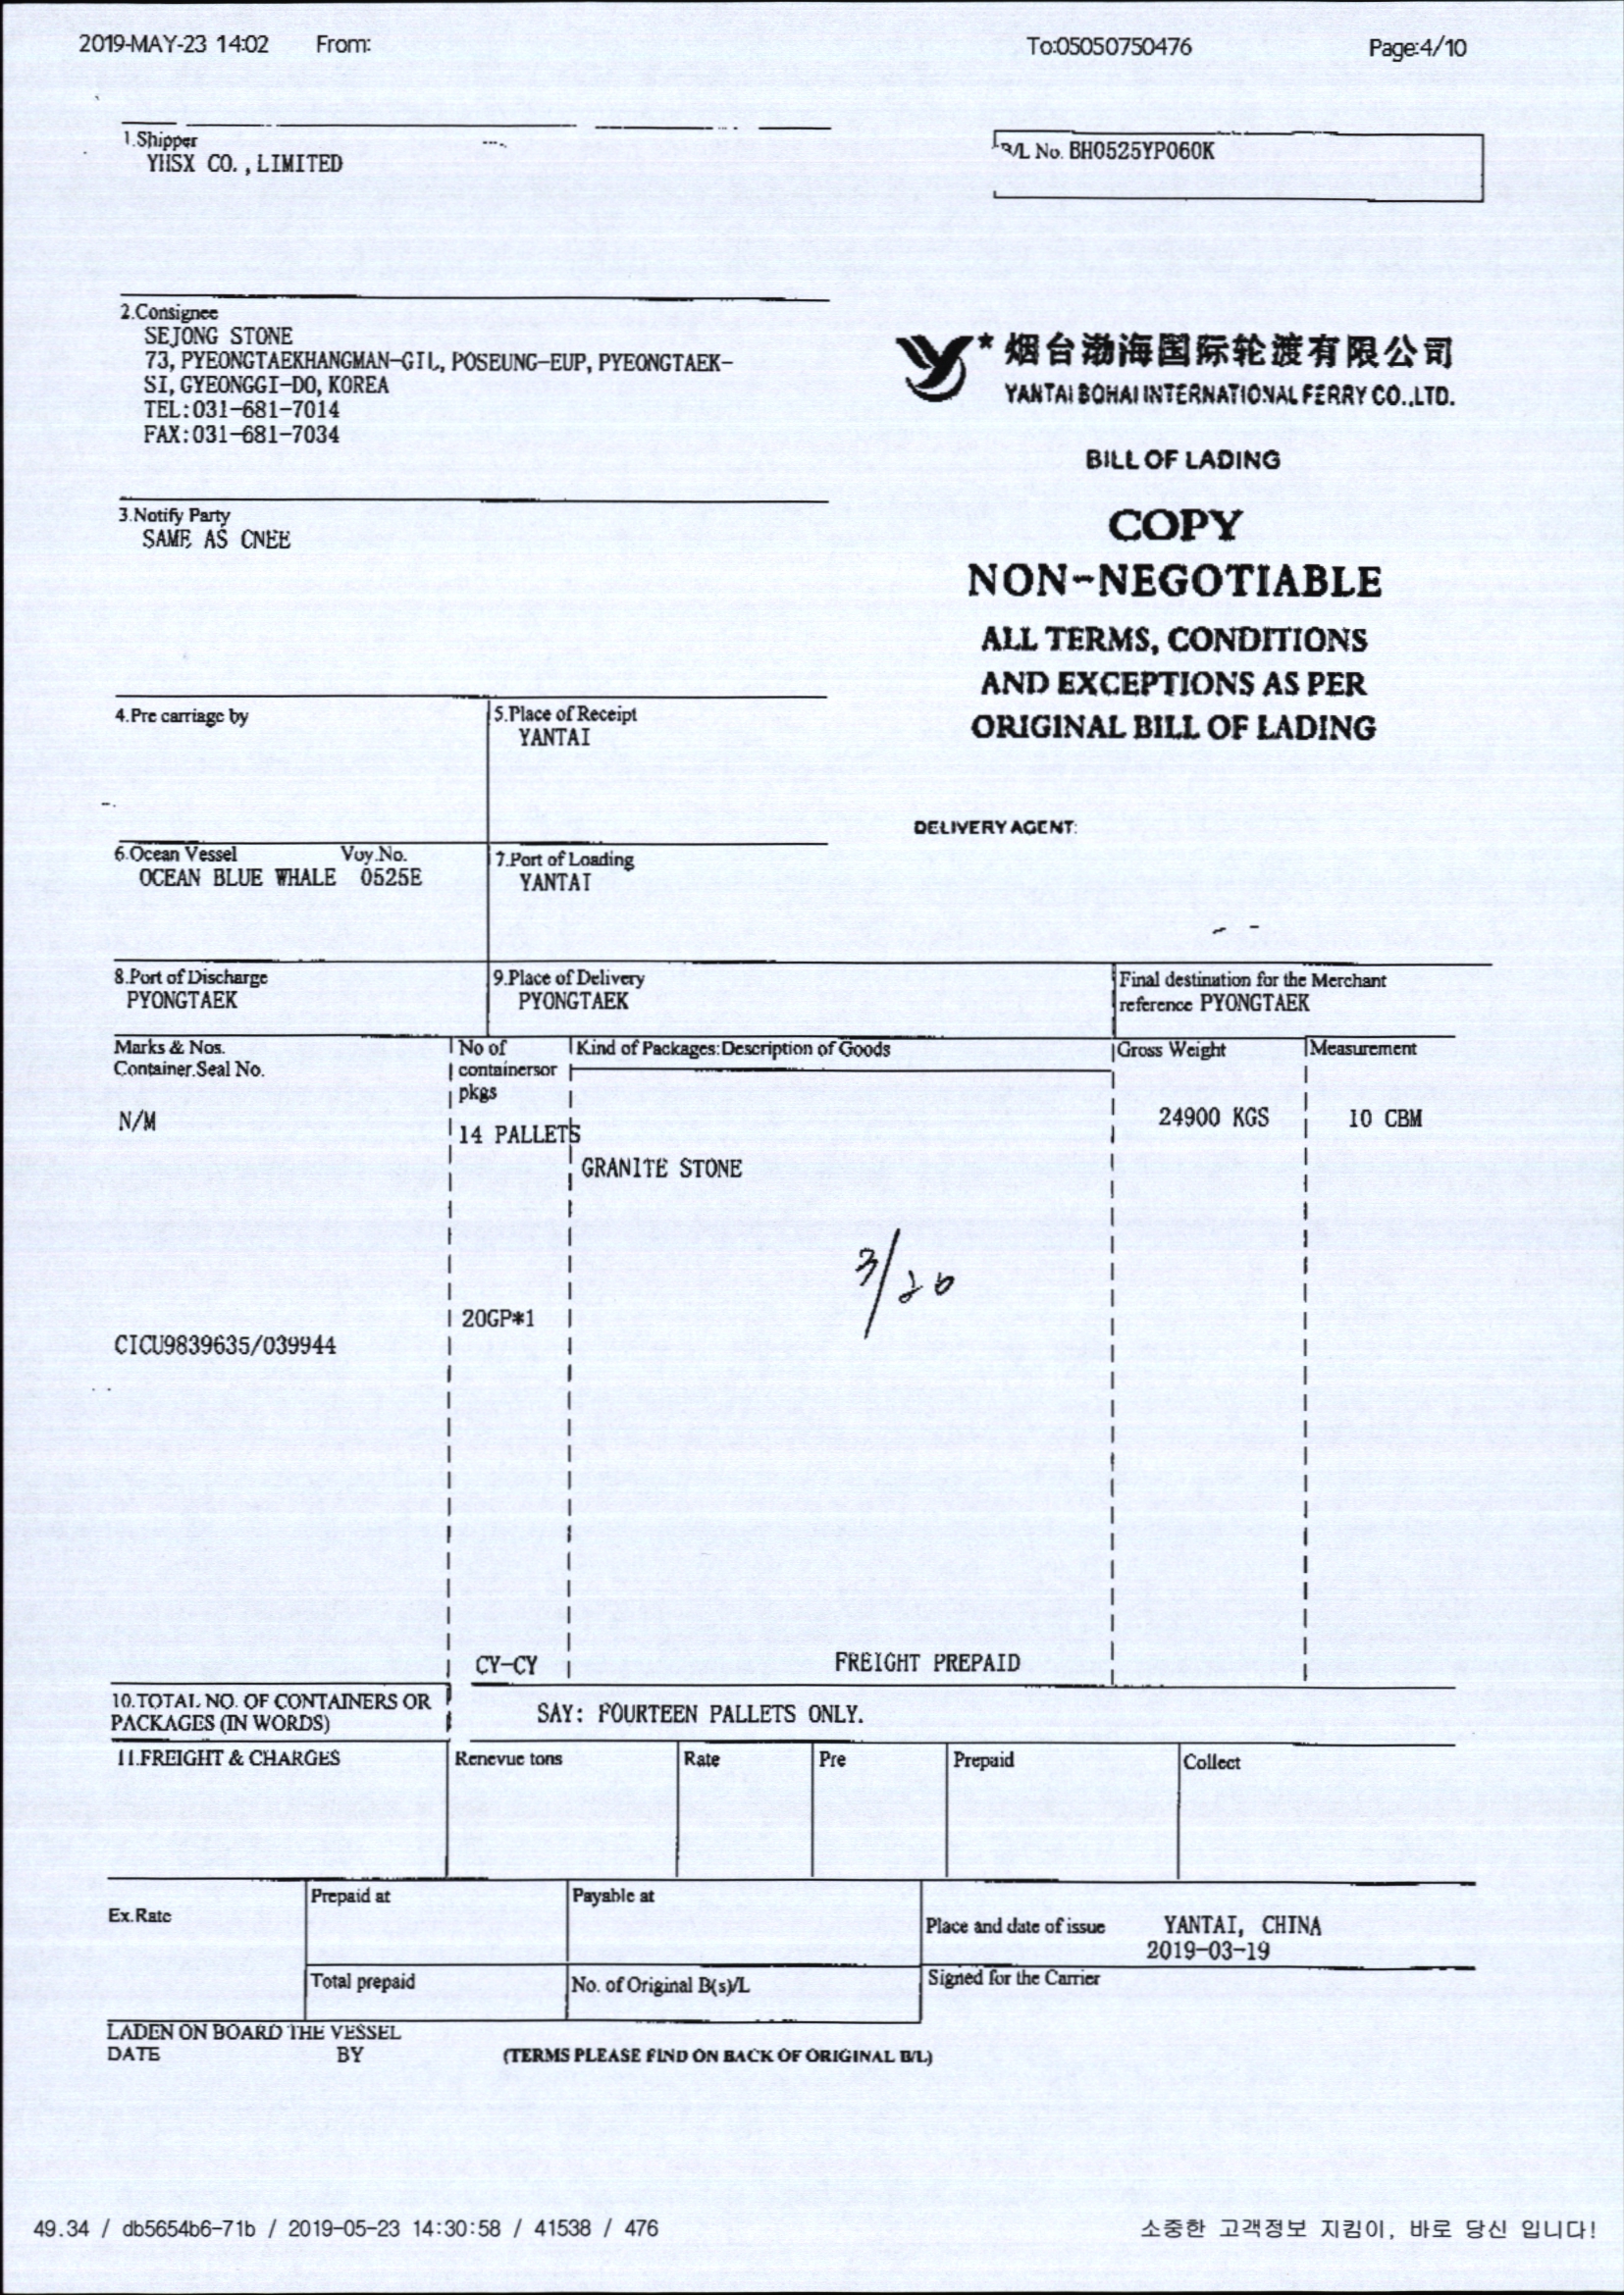 2019-MAY-23 14:02 From: To:05050750476 Page:4/10
1.Shipper
YHSX CO., LIMITED
B/L No. BH0525YP060K
2.Consignee
SEJONG STONE
73, PYEONGTAEKHANGMAN-GIL, POSEUNG-EUP, PYEONGTAEK-
SI, GYEONGGI-DO, KOREA
TEL:031-681-7014
FAX:031-681-7034
烟台渤海国际轮渡有限公司
YANTAI BOHAI INTERNATIONAL FERRY CO.,LTD.
BILL OF LADING
COPY
NON-NEGOTIABLE
ALL TERMS, CONDITIONS
AND EXCEPTIONS AS PER
ORIGINAL BILL OF LADING
3.Notify Party
SAME AS CNEE
4.Pre carriage by
5.Place of Receipt
YANTAI
DELIVERY AGENT:
6.Ocean Vessel Voy.No.
OCEAN BLUE WHALE 0525E
7.Port of Loading
YANTAI
8.Port of Discharge
PYONGTAEK
9.Place of Delivery
PYONGTAEK
Final destination for the Merchant
reference PYONGTAEK
Marks & Nos.
Container.Seal No.
No of
containersor
pkgs
Kind of Packages:Description of Goods
Gross Weight
Measurement
N/M
14 PALLETS
GRANITE STONE
24900 KGS
10 CBM
3/20
20GP*1
CICU9839635/039944
CY-CY
FREIGHT PREPAID
10.TOTAL NO. OF CONTAINERS OR
PACKAGES (IN WORDS)
SAY: FOURTEEN PALLETS ONLY.
11.FREIGHT & CHARGES
Renevue tons
Rate
Pre
Prepaid
Collect
Ex.Rate
Prepaid at
Payable at
Place and date of issue YANTAI, CHINA
2019-03-19
Total prepaid
No. of Original B(s)/L
Signed for the Carrier
LADEN ON BOARD THE VESSEL
DATE BY
(TERMS PLEASE FIND ON BACK OF ORIGINAL B/L)
49.34 / db5654b6-71b / 2019-05-23 14:30:58 / 41538 / 476
소중한 고객정보 지킴이, 바로 당신 입니다!